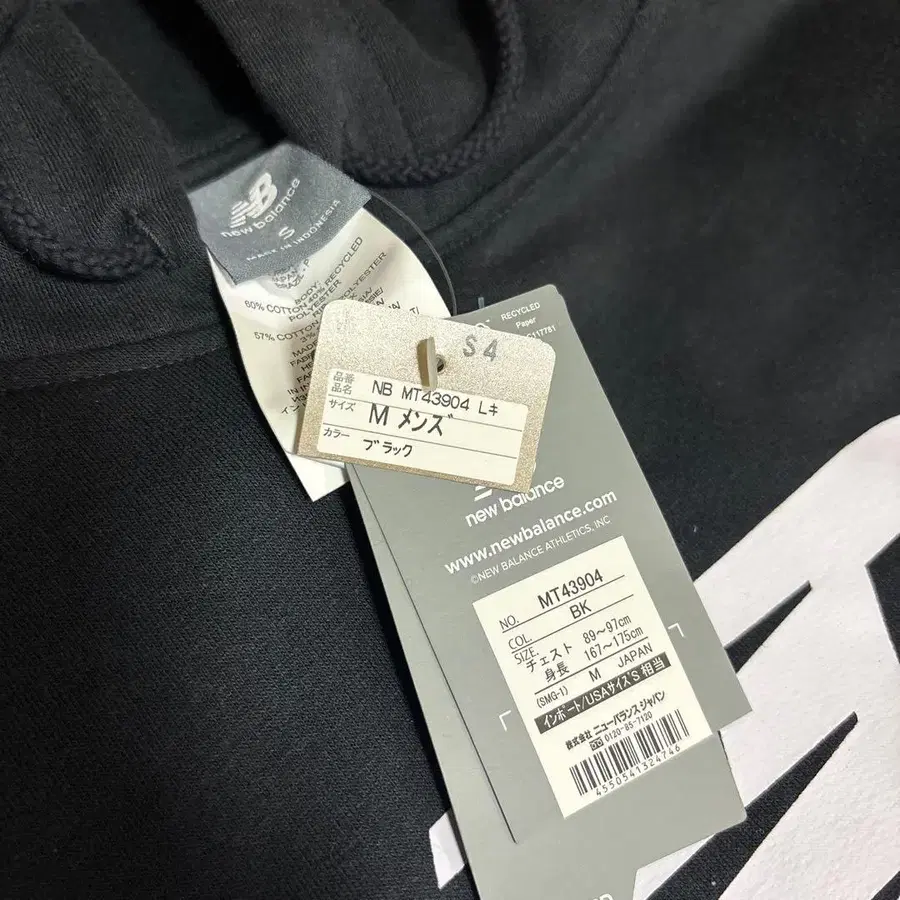 NB
new balance
S
MADE IN INDONESIA
BODY:
60% COTTON 40% RECYCLED
POLYESTER
57% COTTON
3%
S4
品番
品名
NB MT43904 Lキ
サイズ
M メンズ
カラー
ブラック
RECYCLED
Paper
C117781
new balance
www.newbalance.com
©NEW BALANCE ATHLETICS, INC
NO. MT43904
COL. BK
SIZE.
チェスト 89～97cm
身長 167～175cm
(SMG-1) M JAPAN
インポート/USAサイズ'S 相当
株式会社 ニューバランス ジャパン
0120-85-7120
4550541324746